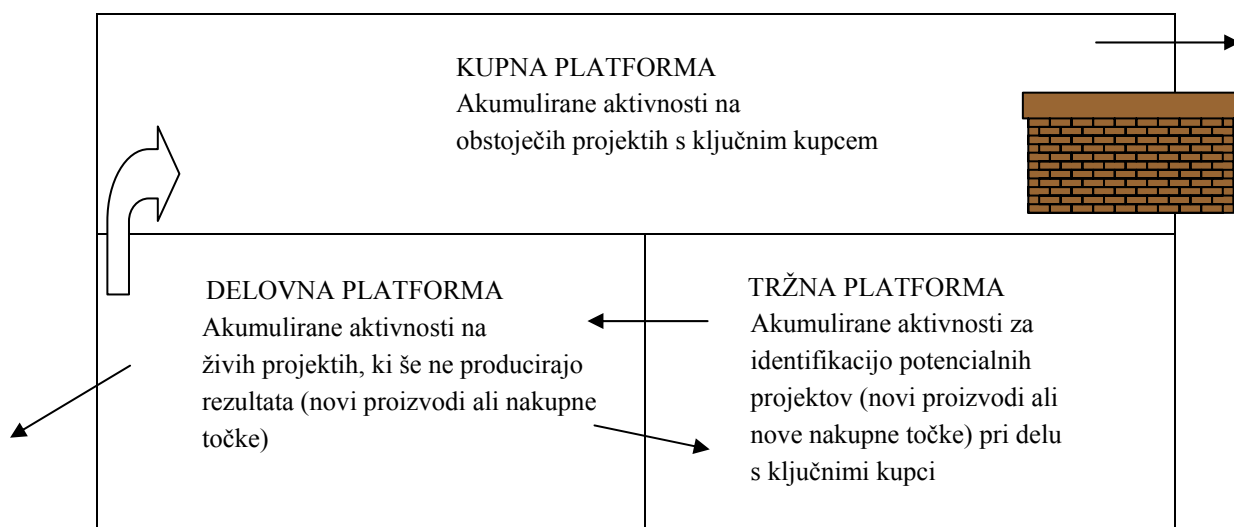 KUPNA PLATFORMA
Akumulirane aktivnosti na
obstoječih projektih s ključnim kupcem
DELOVNA PLATFORMA
Akumulirane aktivnosti na
živih projektih, ki še ne producirajo
rezultata (novi proizvodi ali nakupne
točke)
TRŽNA PLATFORMA
Akumulirane aktivnosti za
identifikacijo potencialnih
projektov (novi proizvodi ali
nove nakupne točke) pri delu
s ključnimi kupci